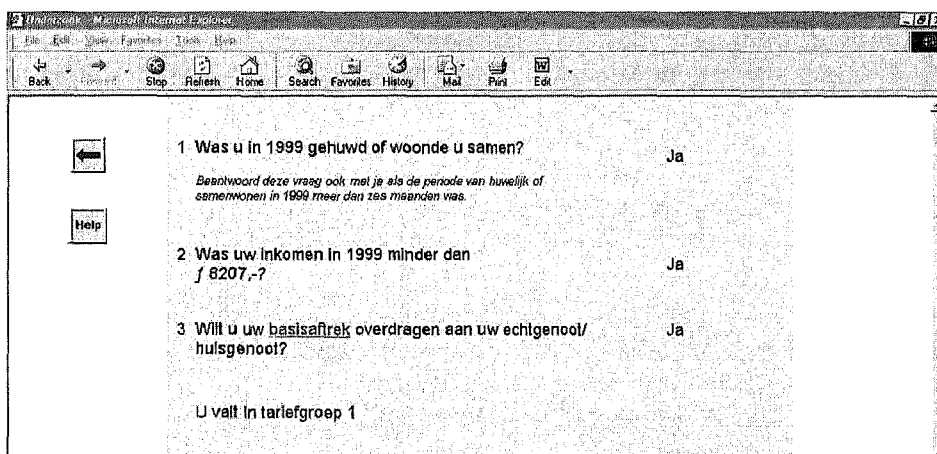 Onderzoek - Microsoft Internet Explorer
File Edit View Favorites Tools Help
Back Forward Stop Refresh Home Search Favorites History Mail Print Edit
1 Was u in 1999 gehuwd of woonde u samen? Ja
Beantwoord deze vraag ook met ja als de periode van huwelijk of
samenwonen in 1999 meer dan zes maanden was.
Help
2 Was uw inkomen in 1999 minder dan
ƒ 8207,-? Ja
3 Wilt u uw basisaftrek overdragen aan uw echtgenoot/ Ja
huisgenoot?
U valt in tariefgroep 1